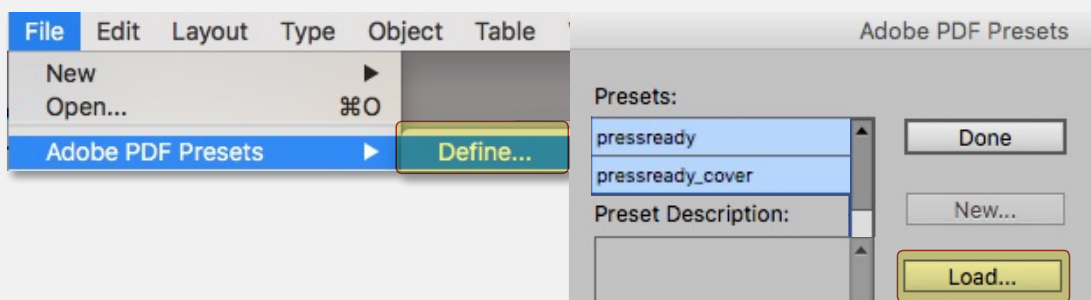 File Edit Layout Type Object Table
New ▶
Open... ⌘O
Adobe PDF Presets ▶ Define...
Adobe PDF Presets
Presets:
pressready
pressready_cover
Preset Description:
Done
New...
Load...